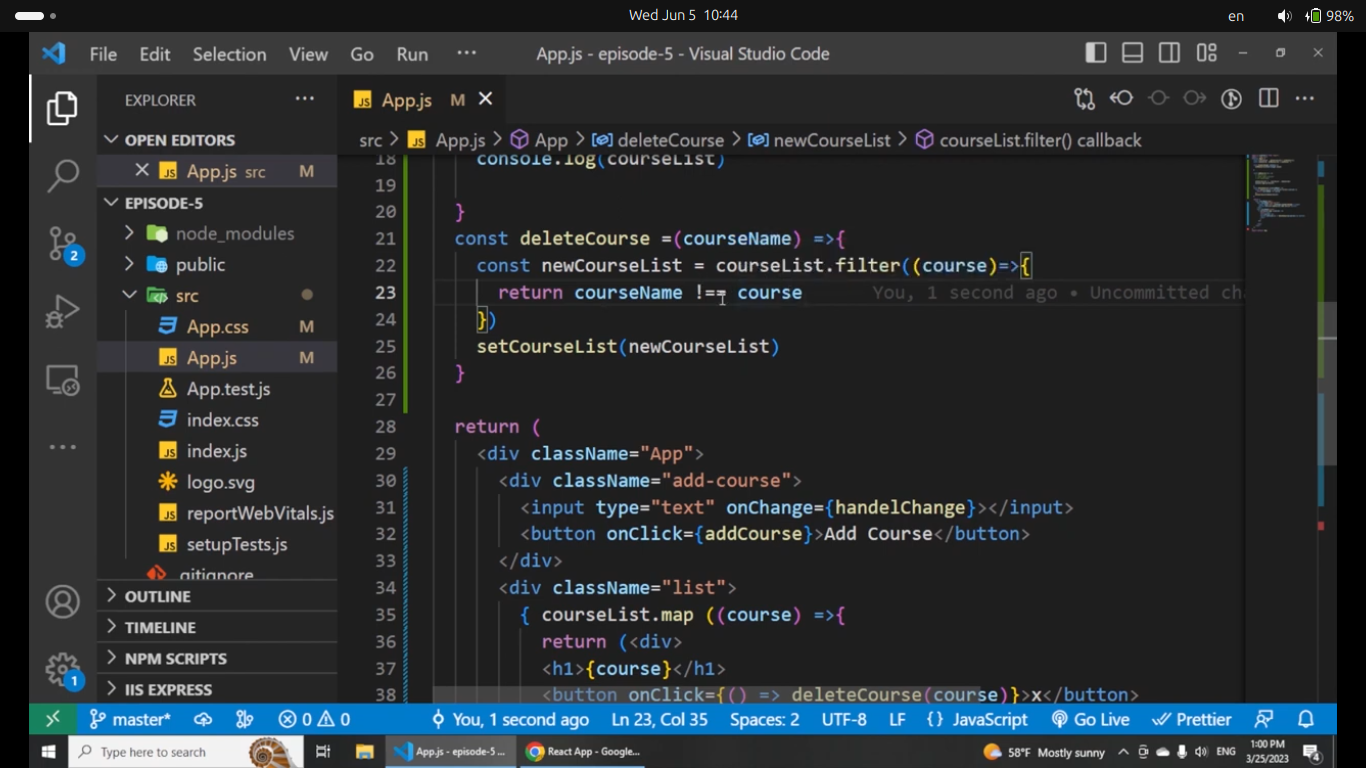 Wed Jun 5 10:44
en
98%
File Edit Selection View Go Run ··· App.js - episode-5 - Visual Studio Code
EXPLORER ···
App.js M
OPEN EDITORS
App.js src M
EPISODE-5
node_modules
public
src
App.css M
App.js M
App.test.js
index.css
index.js
logo.svg
reportWebVitals.js
setupTests.js
.gitignore
OUTLINE
TIMELINE
NPM SCRIPTS
IIS EXPRESS
2
1
src > App.js > App > deleteCourse > newCourseList > courseList.filter() callback
18 console.log(courseList)
19
20 }
21 const deleteCourse =(courseName) =>{
22 const newCourseList = courseList.filter((course)=>{
23 return courseName !== course You, 1 second ago • Uncommitted cha
24 })
25 setCourseList(newCourseList)
26 }
27
28 return (
29 <div className="App">
30 <div className="add-course">
31 <input type="text" onChange={handelChange}></input>
32 <button onClick={addCourse}>Add Course</button>
33 </div>
34 <div className="list">
35 { courseList.map ((course) =>{
36 return (<div>
37 <h1>{course}</h1>
38 <button onClick={() => deleteCourse(course)}>x</button>
master* 0 0 You, 1 second ago Ln 23, Col 35 Spaces: 2 UTF-8 LF {} JavaScript Go Live Prettier
Type here to search
App.js - episode-5 ...
React App - Google...
58°F Mostly sunny
ENG
1:00 PM
3/25/2023
4